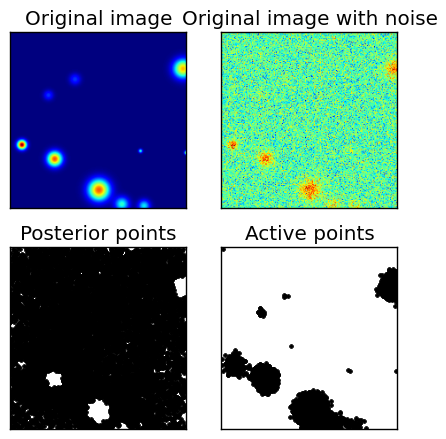 Original image
Original image with noise
Posterior points
Active points